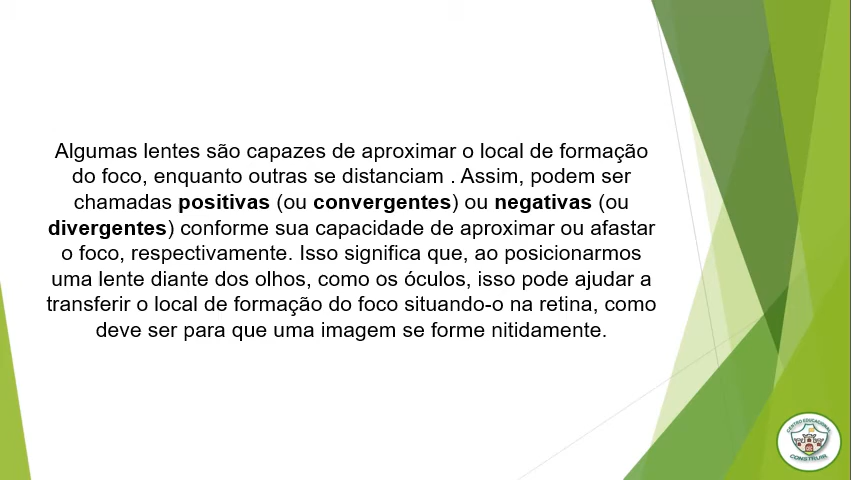 Algumas lentes são capazes de aproximar o local de formação
do foco, enquanto outras se distanciam . Assim, podem ser
chamadas positivas (ou convergentes) ou negativas (ou
divergentes) conforme sua capacidade de aproximar ou afastar
o foco, respectivamente. Isso significa que, ao posicionarmos
uma lente diante dos olhos, como os óculos, isso pode ajudar a
transferir o local de formação do foco situando-o na retina, como
deve ser para que uma imagem se forme nitidamente.
CENTRO EDUCACIONAL
CONSTRUIR